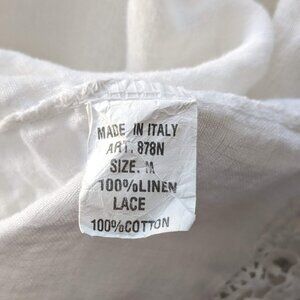 MADE IN ITALY
ART. 878N
SIZE. M
100%LINEN
LACE
100%COTTON